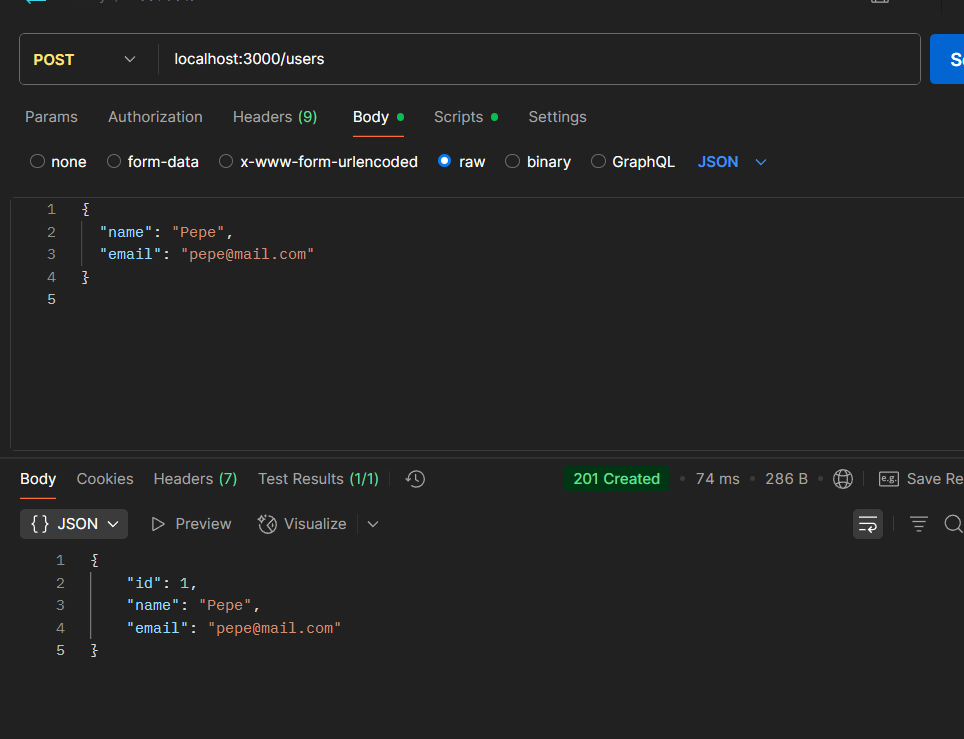 POST localhost:3000/users
Params Authorization Headers (9) Body Scripts Settings
none form-data x-www-form-urlencoded raw binary GraphQL JSON
1 {
2 "name": "Pepe",
3 "email": "pepe@mail.com"
4 }
5
Body Cookies Headers (7) Test Results (1/1) 201 Created • 74 ms • 286 B • e.g. Save Re
{} JSON Preview Visualize
1 {
2 "id": 1,
3 "name": "Pepe",
4 "email": "pepe@mail.com"
5 }